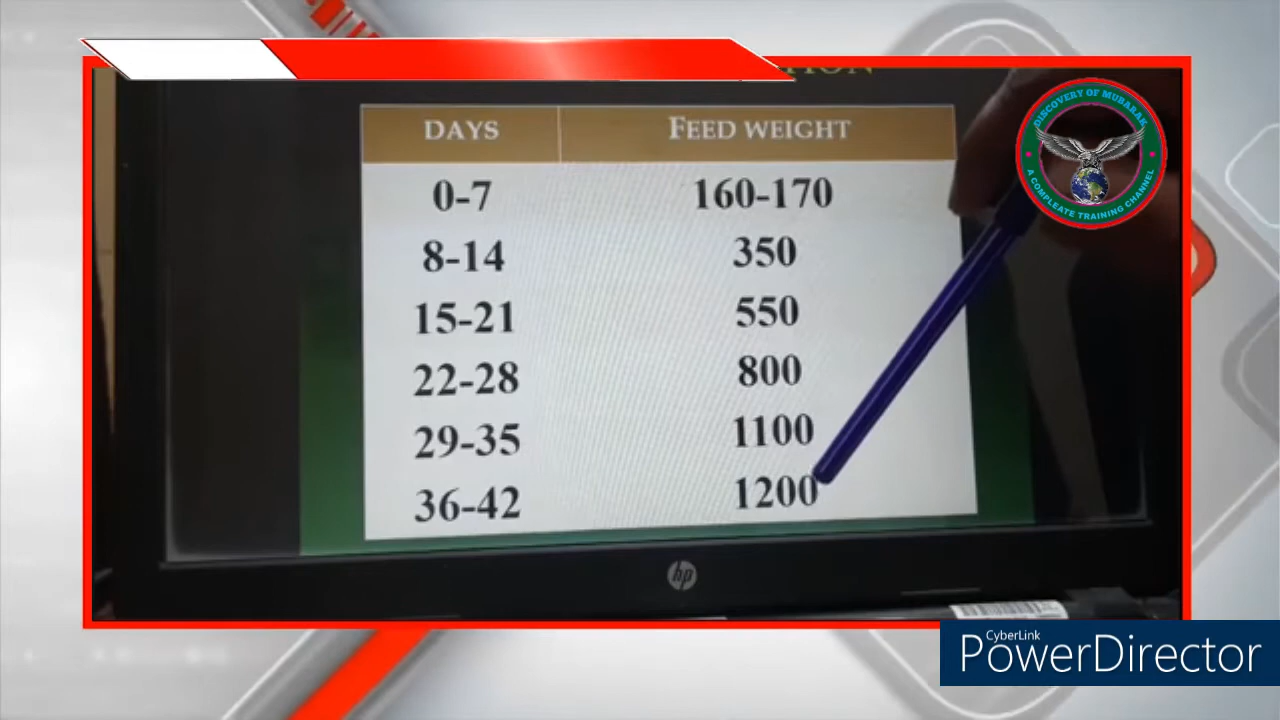 DAYS FEED WEIGHT
0-7 160-170
8-14 350
15-21 550
22-28 800
29-35 1100
36-42 1200
hp
DISCOVERY OF MUBARAK
A COMPLEATE TRAINING CHANNEL
CyberLink
PowerDirector